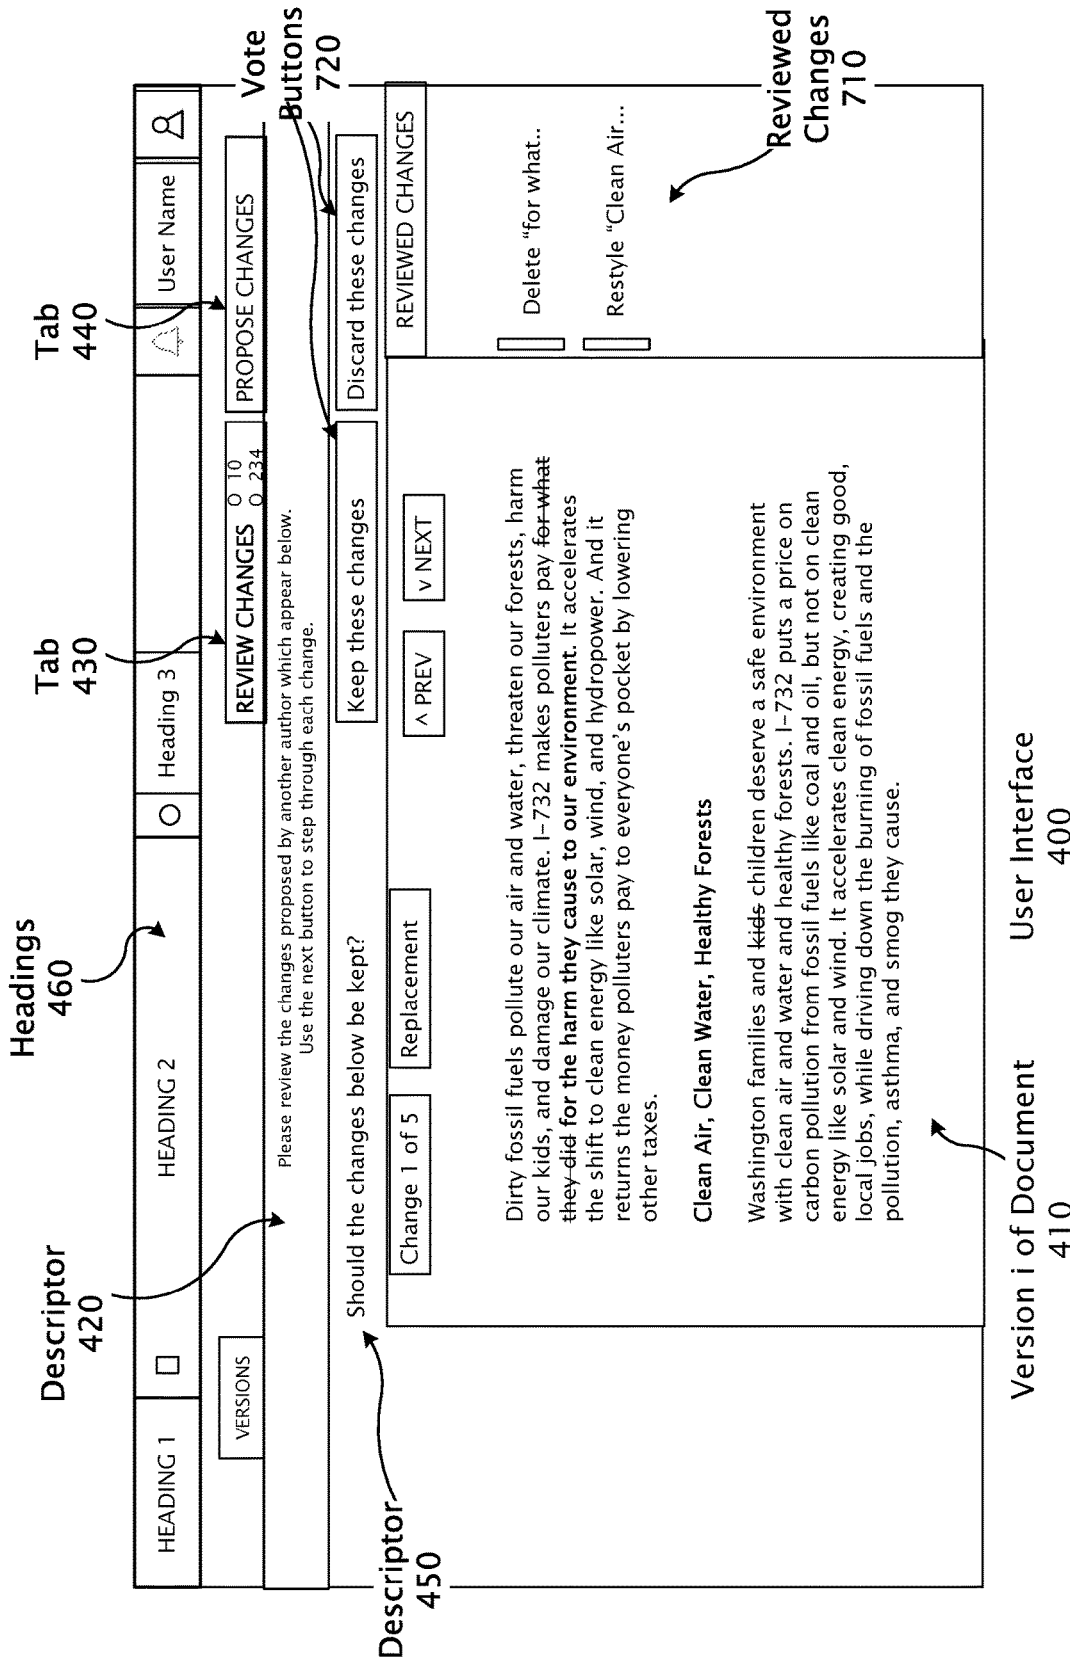 Headings
460
Tab
430
Tab
440
Descriptor
420
Vote
Buttons
720
HEADING 1
HEADING 2
Heading 3
User Name
VERSIONS
REVIEW CHANGES
O 10
O 234
PROPOSE CHANGES
Please review the changes proposed by another author which appear below.
Use the next button to step through each change.
Should the changes below be kept?
Keep these changes
Discard these changes
Descriptor
450
Change 1 of 5
Replacement
^ PREV
v NEXT
REVIEWED CHANGES
Dirty fossil fuels pollute our air and water, threaten our forests, harm
our kids, and damage our climate. I-732 makes polluters pay for what
they did for the harm they cause to our environment. It accelerates
the shift to clean energy like solar, wind, and hydropower. And it
returns the money polluters pay to everyone's pocket by lowering
other taxes.
Clean Air, Clean Water, Healthy Forests
Washington families and kids children deserve a safe environment
with clean air and water and healthy forests. I-732 puts a price on
carbon pollution from fossil fuels like coal and oil, but not on clean
energy like solar and wind. It accelerates clean energy, creating good,
local jobs, while driving down the burning of fossil fuels and the
pollution, asthma, and smog they cause.
Delete "for what..
Restyle "Clean Air...
Reviewed
Changes
710
Version i of Document
410
User Interface
400